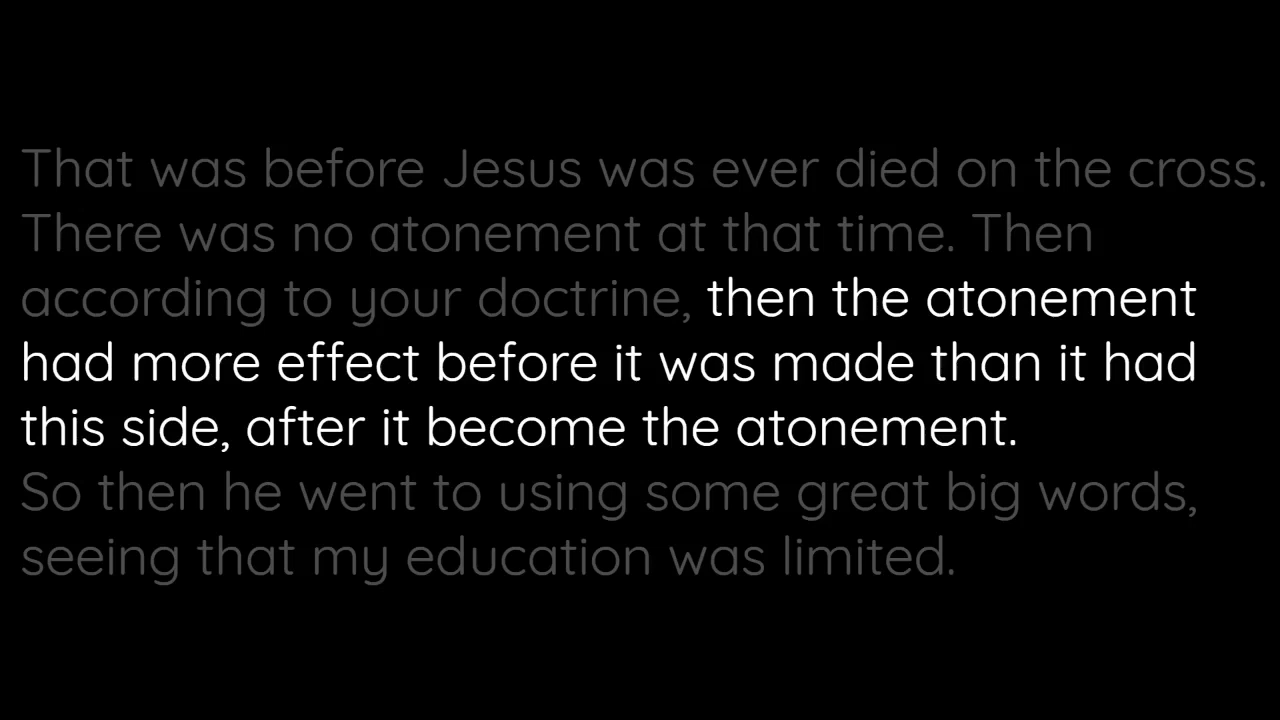 That was before Jesus was ever died on the cross.
There was no atonement at that time. Then
according to your doctrine, then the atonement
had more effect before it was made than it had
this side, after it become the atonement.
So then he went to using some great big words,
seeing that my education was limited.